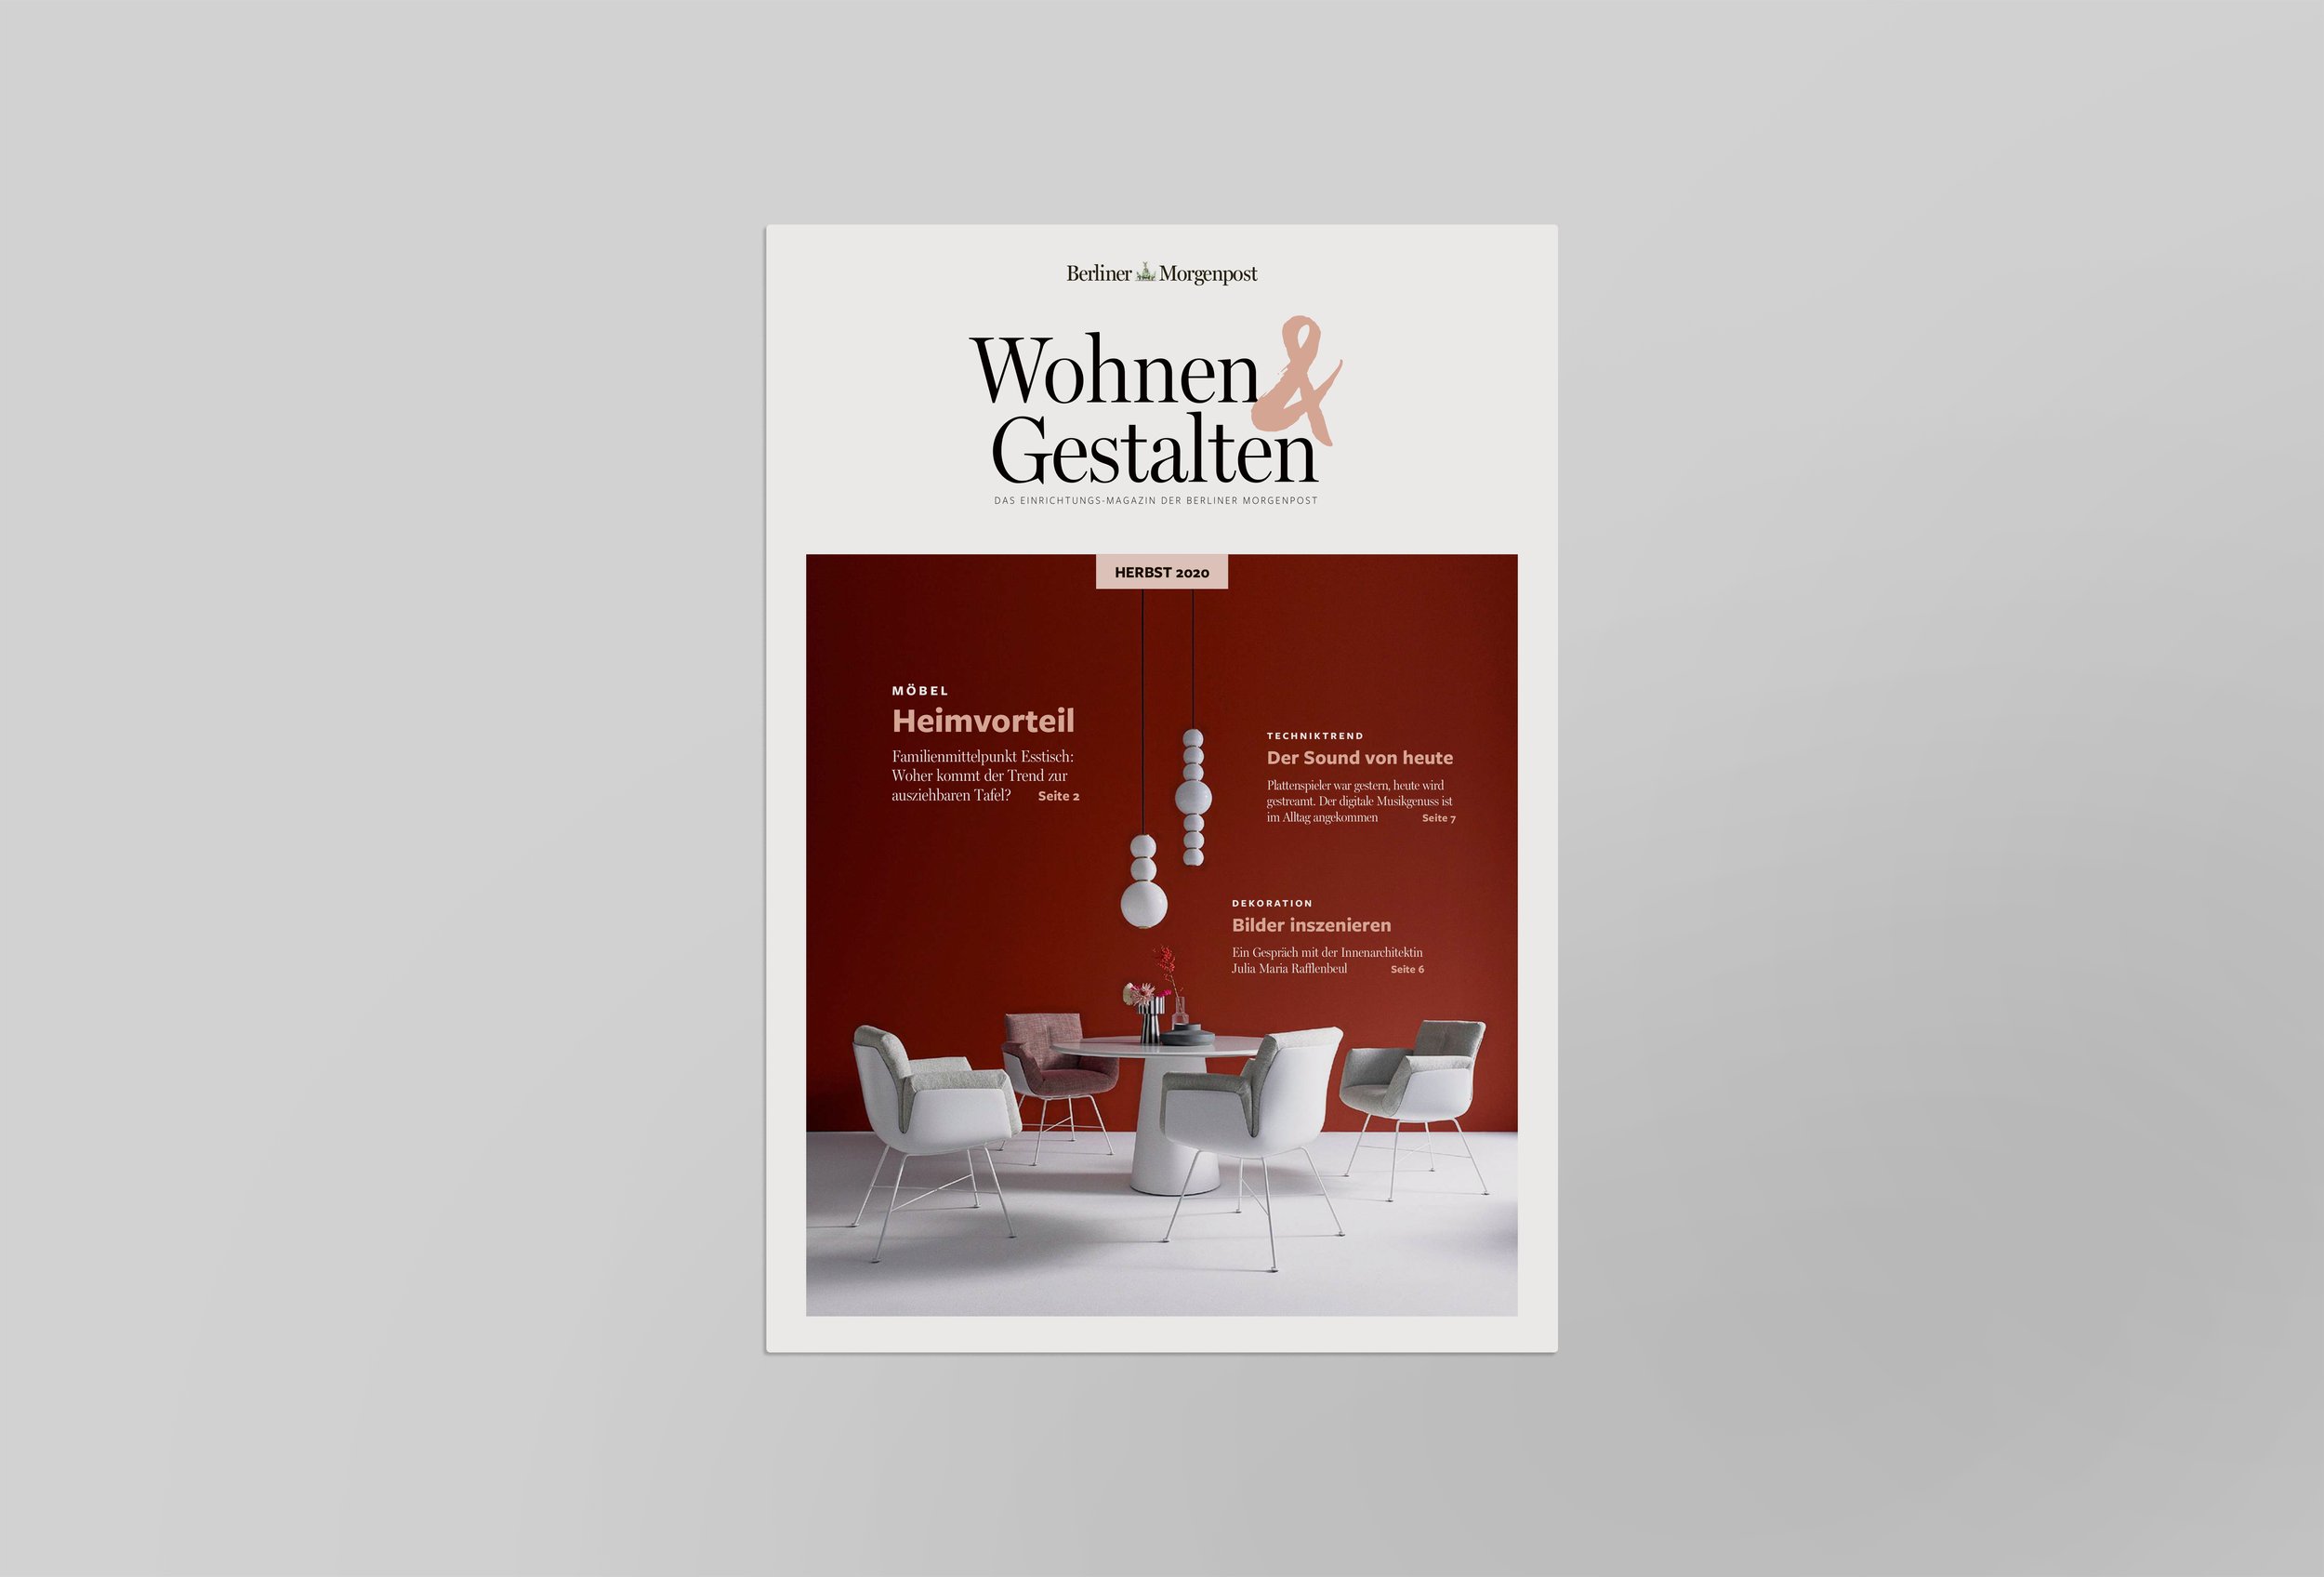 Berliner Morgenpost
Wohnen &
Gestalten
DAS EINRICHTUNGS-MAGAZIN DER BERLINER MORGENPOST
HERBST 2020
MÖBEL
Heimvorteil
Familienmittelpunkt Esstisch:
Woher kommt der Trend zur
ausziehbaren Tafel? Seite 2
TECHNIKTREND
Der Sound von heute
Plattenspieler war gestern, heute wird
gestreamt. Der digitale Musikgenuss ist
im Alltag angekommen Seite 7
DEKORATION
Bilder inszenieren
Ein Gespräch mit der Innenarchitektin
Julia Maria Rafflenbeul Seite 6